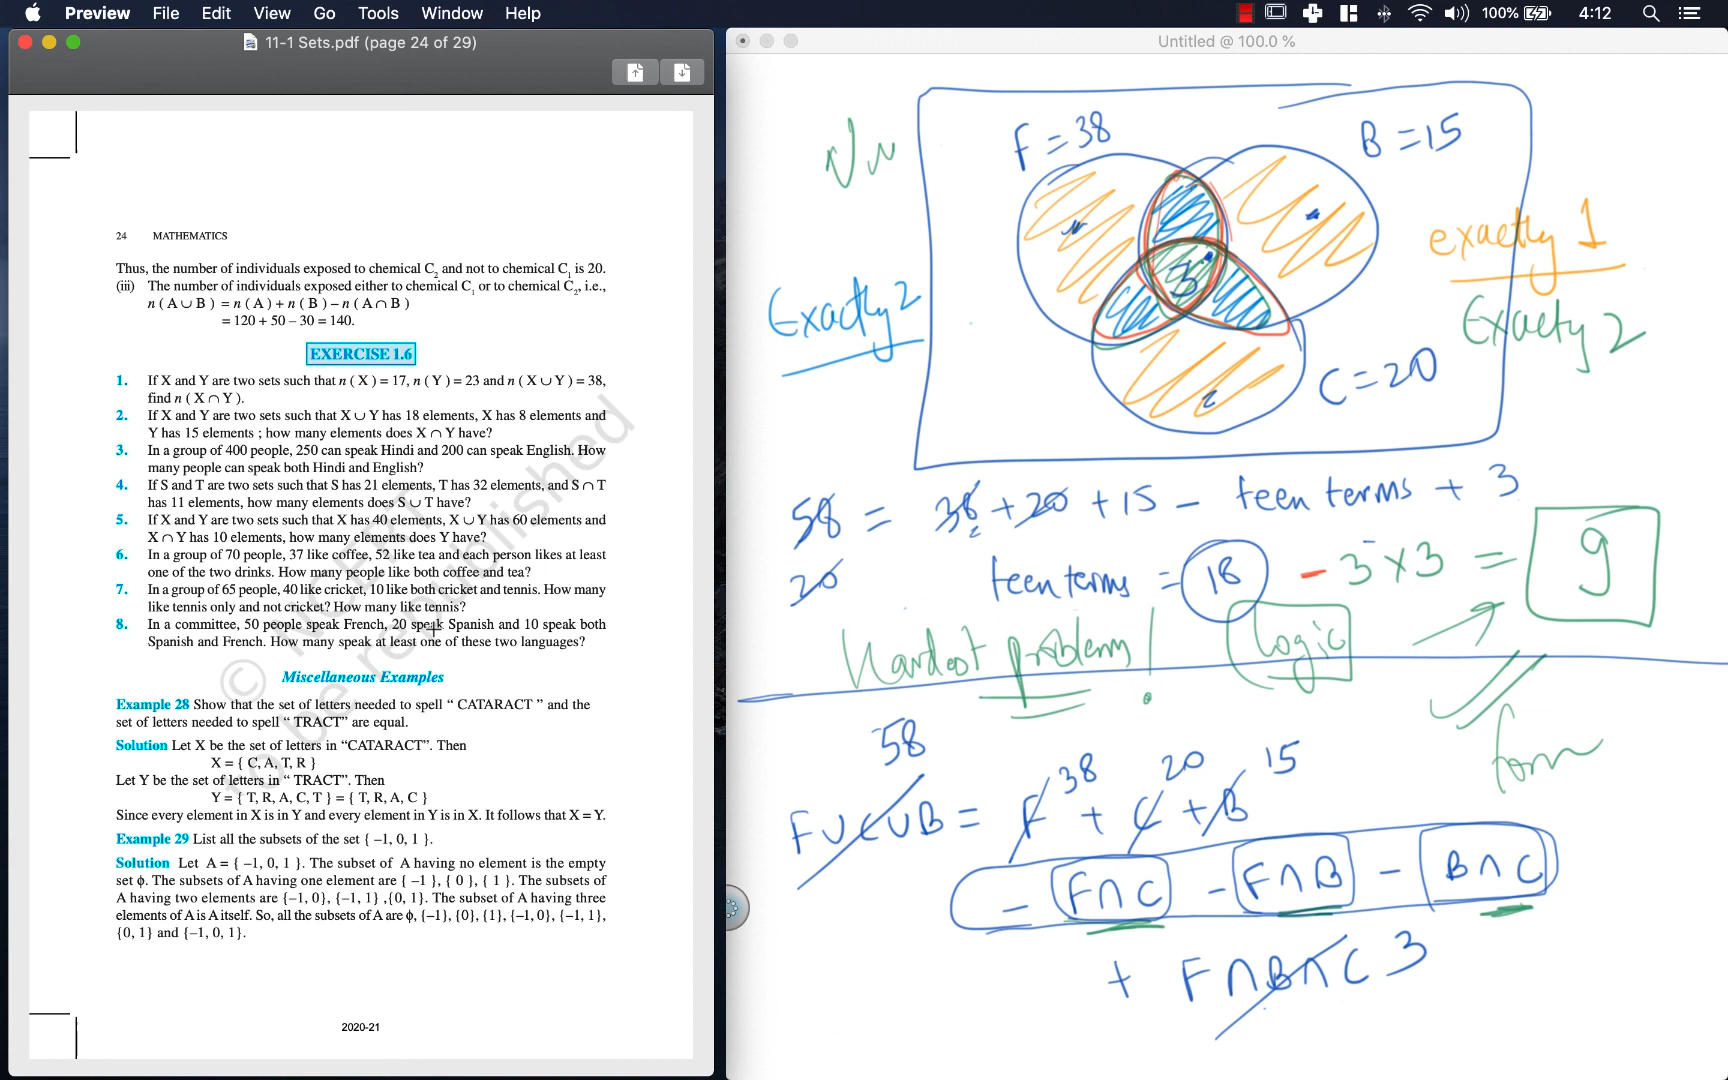 Preview File Edit View Go Tools Window Help 100% 4:12
11-1 Sets.pdf (page 24 of 29)
24 MATHEMATICS
Thus, the number of individuals exposed to chemical C₂ and not to chemical C₁ is 20.
(iii) The number of individuals exposed either to chemical C₁ or to chemical C₂, i.e.,
n ( A ∪ B ) = n ( A ) + n ( B ) – n ( A ∩ B )
= 120 + 50 – 30 = 140.
EXERCISE 1.6
1. If X and Y are two sets such that n ( X ) = 17, n ( Y ) = 23 and n ( X ∪ Y ) = 38,
find n ( X ∩ Y ).
2. If X and Y are two sets such that X ∪ Y has 18 elements, X has 8 elements and
Y has 15 elements ; how many elements does X ∩ Y have?
3. In a group of 400 people, 250 can speak Hindi and 200 can speak English. How
many people can speak both Hindi and English?
4. If S and T are two sets such that S has 21 elements, T has 32 elements, and S ∩ T
has 11 elements, how many elements does S ∪ T have?
5. If X and Y are two sets such that X has 40 elements, X ∪ Y has 60 elements and
X ∩ Y has 10 elements, how many elements does Y have?
6. In a group of 70 people, 37 like coffee, 52 like tea and each person likes at least
one of the two drinks. How many people like both coffee and tea?
7. In a group of 65 people, 40 like cricket, 10 like both cricket and tennis. How many
like tennis only and not cricket? How many like tennis?
8. In a committee, 50 people speak French, 20 speak Spanish and 10 speak both
Spanish and French. How many speak at least one of these two languages?
Miscellaneous Examples
Example 28 Show that the set of letters needed to spell “ CATARACT ” and the
set of letters needed to spell “ TRACT” are equal.
Solution Let X be the set of letters in “CATARACT”. Then
X = { C, A, T, R }
Let Y be the set of letters in “ TRACT”. Then
Y = { T, R, A, C, T } = { T, R, A, C }
Since every element in X is in Y and every element in Y is in X. It follows that X = Y.
Example 29 List all the subsets of the set { –1, 0, 1 }.
Solution Let A = { –1, 0, 1 }. The subset of A having no element is the empty
set ϕ. The subsets of A having one element are { –1 }, { 0 }, { 1 }. The subsets of
A having two elements are {–1, 0}, {–1, 1} ,{0, 1}. The subset of A having three
elements of A is A itself. So, all the subsets of A are ϕ, {–1}, {0}, {1}, {–1, 0}, {–1, 1},
{0, 1} and {–1, 0, 1}.
2020-21
© NCERT
to be republished
Untitled @ 100.0 %
F = 38
B = 15
exactly 1
Exactly 2
Exactly 2
3
C = 20
58 = 38 + 20 + 15 - teen terms + 3
20
2
teen terms = 18 - 3 x 3 = 9
Hardest problem!
logic
form
58
38 20 15
F ∪ C ∪ B = F + C + B
- F∩C - F∩B - B∩C
+ F∩B∩C 3